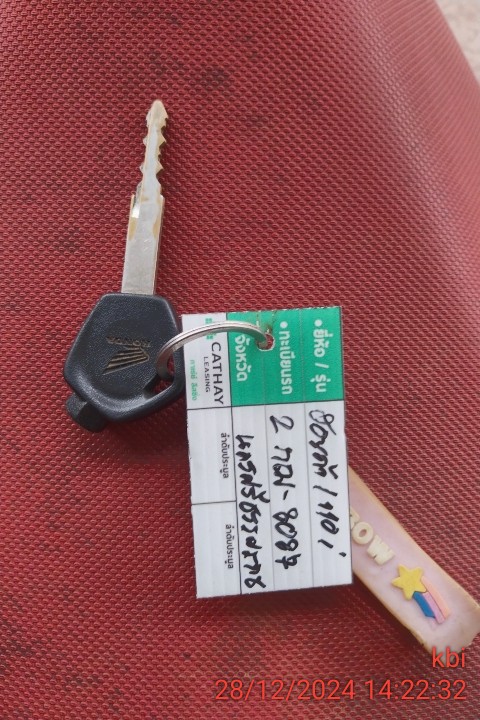 HONDA
• ยี่ห้อ / รุ่น ฮอนด้า / 110 i
• ทะเบียนรถ 2
จังหวัด นครศรีธรรมราช
CATHAY
LEASING
ลำดับประมูล
ลำดับประมูล
OW
kbi
28/12/2024 14:22:32